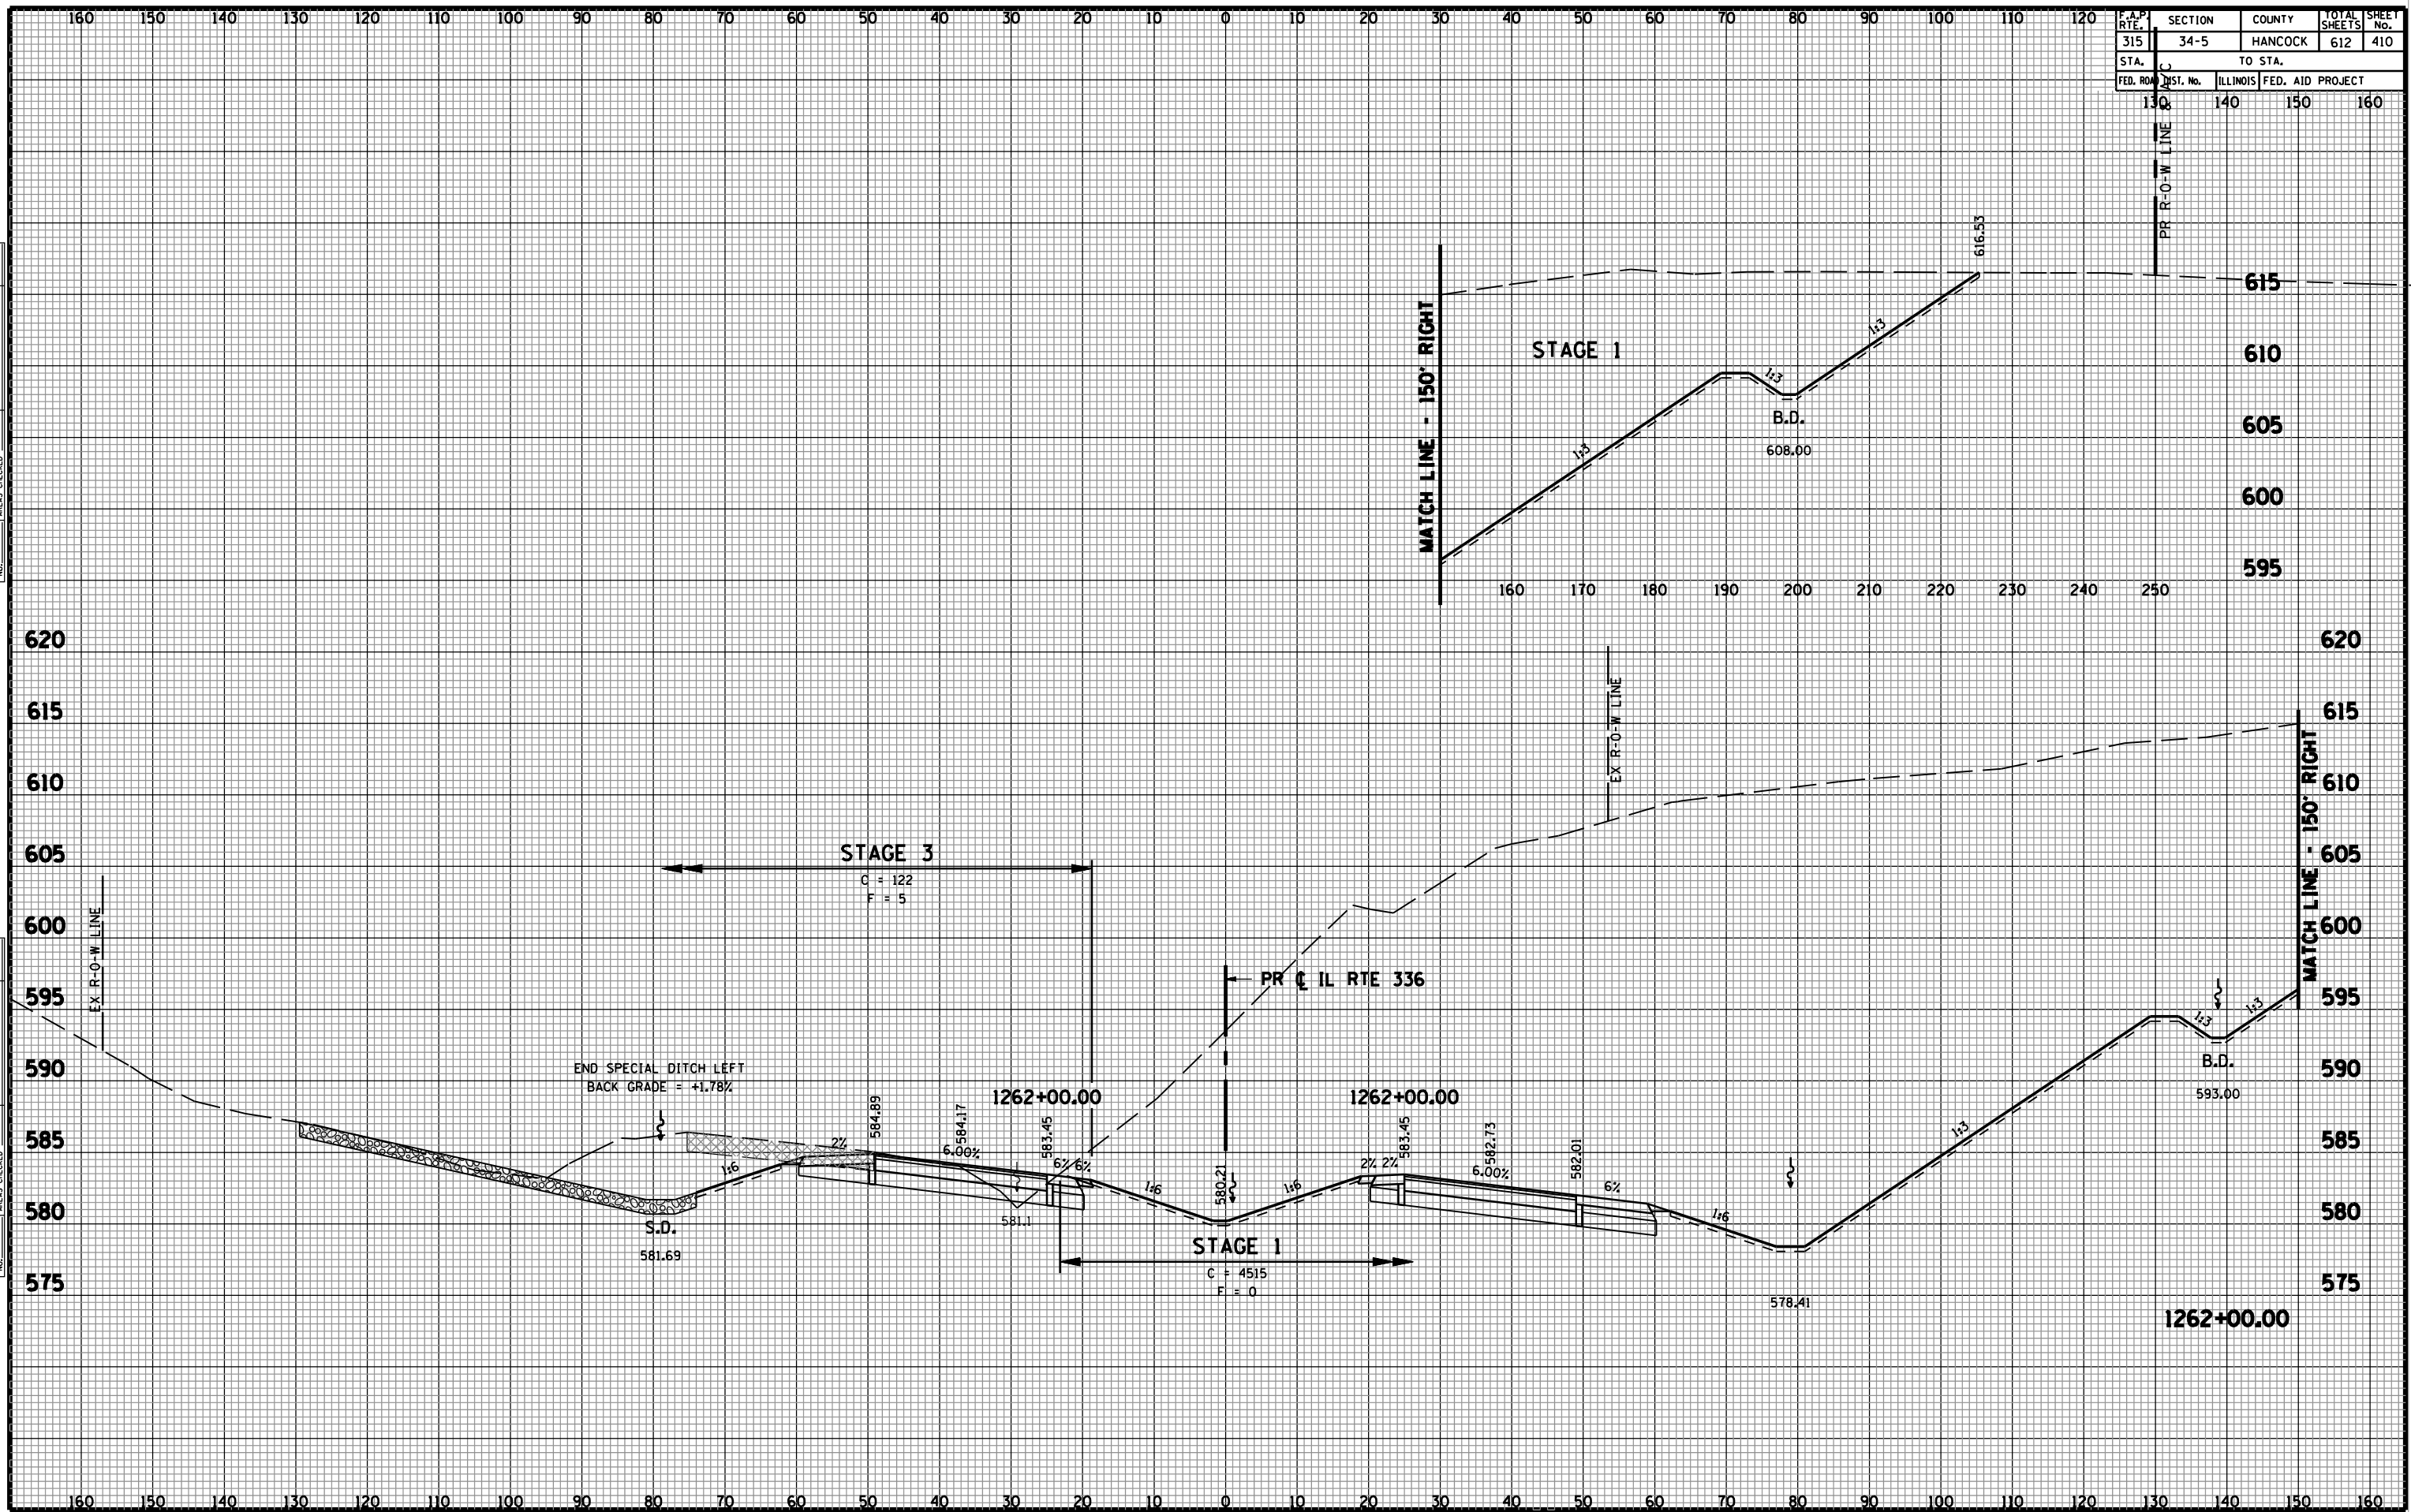 160 150 140 130 120 110 100 90 80 70 60 50 40 30 20 10 0 10 20 30 40 50 60 70 80 90 100 110 120
F.A.P. RTE. SECTION COUNTY TOTAL SHEETS SHEET No.
315 34-5 HANCOCK 612 410
STA. TO STA.
FED. ROAD DIST. No. ILLINOIS FED. AID PROJECT
130 140 150 160
PR R-O-W LINE & A/C
616.53
615
MATCH LINE - 150' RIGHT
STAGE 1
1:3
610
1:3
B.D.
605
608.00
1:3
600
595
160 170 180 190 200 210 220 230 240 250
620 620
EX R-O-W LINE
615 615
610 610
MATCH LINE - 150' RIGHT
605 STAGE 3 605
C = 122
F = 5
600 600
EX R-O-W LINE
PR ℄ IL RTE 336
595 595
1:3 1:3
END SPECIAL DITCH LEFT
BACK GRADE = +1.78%
590 B.D. 590
593.00
1262+00.00 1262+00.00
584.89 584.17 583.45 583.45 582.73 582.01
585 2% 6.00% 585
1:3
1:6 6% 6% 2% 2% 6.00%
580.21
1:6 1:6 6%
580 S.D. 581.1 1:6 580
581.69
STAGE 1
C = 4515
F = 0
575 575
578.41
1262+00.00
160 150 140 130 120 110 100 90 80 70 60 50 40 30 20 10 0 10 20 30 40 50 60 70 80 90 100 110 120 130 140 150 160